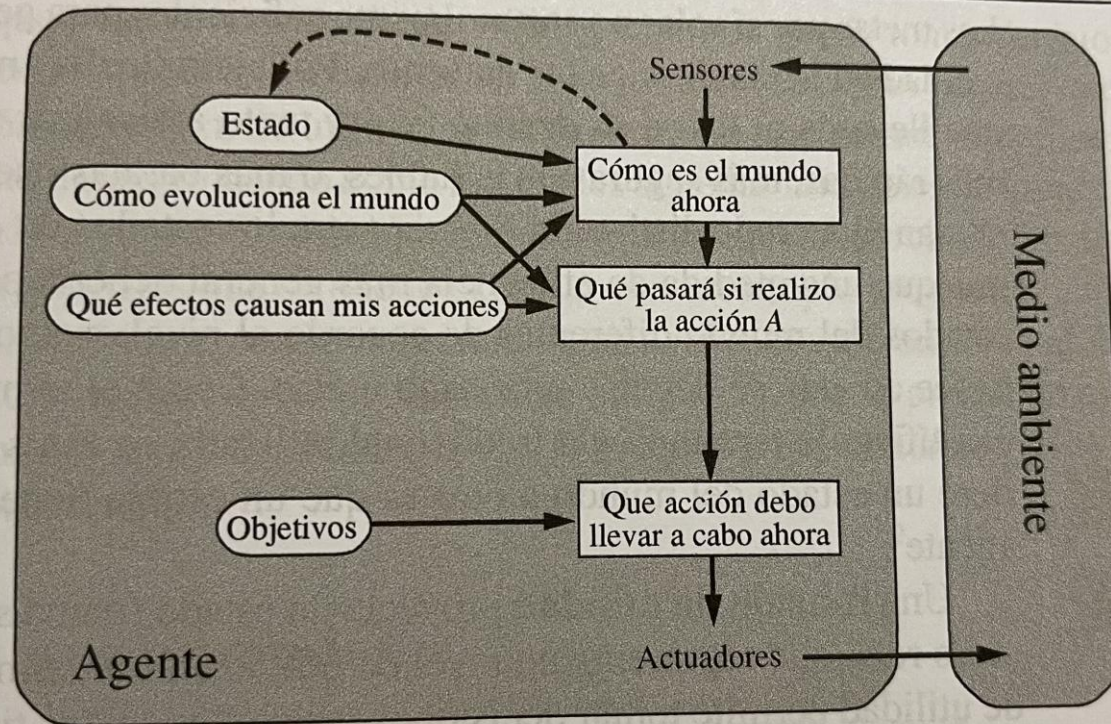 Sensores
Estado
Cómo es el mundo
ahora
Cómo evoluciona el mundo
Qué efectos causan mis acciones
Qué pasará si realizo
la acción A
Objetivos
Que acción debo
llevar a cabo ahora
Agente
Actuadores
Medio ambiente